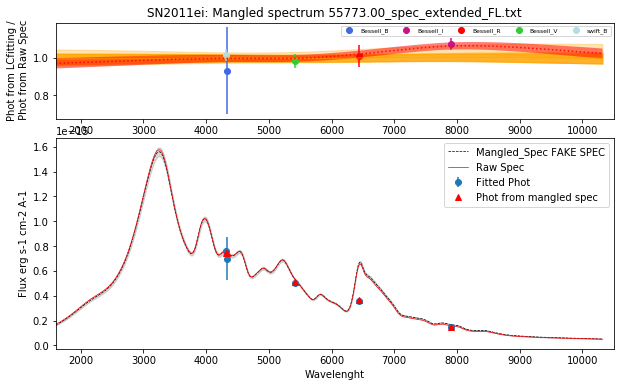 SN2011ei: Mangled spectrum 55773.00_spec_extended_FL.txt
Phot from LCfitting /
Phot from Raw Spec
Bessell_B Bessell_I Bessell_R Bessell_V swift_B
1.0
0.8
2000 3000 4000 5000 6000 7000 8000 9000 10000
Flux erg s-1 cm-2 A-1
1.6
1.4
1.2
1.0
0.8
0.6
0.4
0.2
0.0
Mangled_Spec FAKE SPEC
Raw Spec
Fitted Phot
Phot from mangled spec
2000 3000 4000 5000 6000 7000 8000 9000 10000
Wavelenght